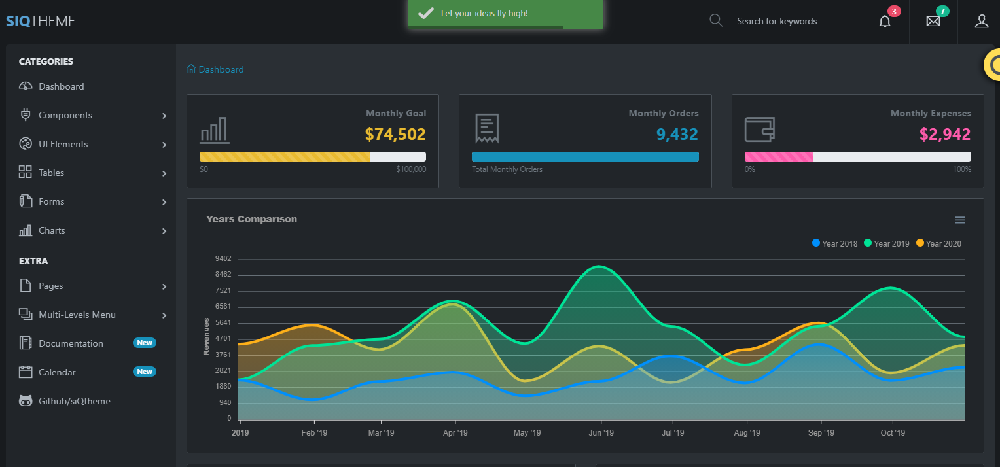 SIQTHEME
Let your ideas fly high!
Search for keywords
3
7
CATEGORIES
Dashboard
Components
UI Elements
Tables
Forms
Charts
EXTRA
Pages
Multi-Levels Menu
Documentation New
Calendar New
Github/siQtheme
Dashboard
Monthly Goal
$74,502
$0 $100,000
Monthly Orders
9,432
Total Monthly Orders
Monthly Expenses
$2,942
0% 100%
Years Comparison
Year 2018 Year 2019 Year 2020
Revenues
9402
8462
7521
6581
5641
4701
3761
2821
1880
940
0
2019 Feb '19 Mar '19 Apr '19 May '19 Jun '19 Jul '19 Aug '19 Sep '19 Oct '19